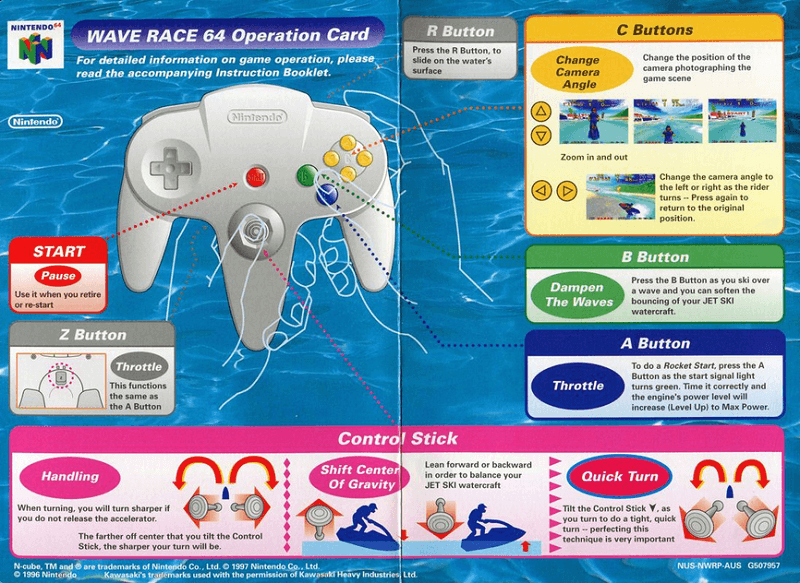 NINTENDO 64
WAVE RACE 64 Operation Card
For detailed information on game operation, please
read the accompanying Instruction Booklet.
Nintendo
Nintendo
R Button
Press the R Button, to
slide on the water's
surface
C Buttons
Change
Camera
Angle
Change the position of the
camera photographing the
game scene
Zoom in and out
Change the camera angle to
the left or right as the rider
turns -- Press again to
return to the original
position.
START
Pause
Use it when you retire
or re-start
B Button
Dampen
The Waves
Press the B Button as you ski over
a wave and you can soften the
bouncing of your JET SKI
watercraft.
Z Button
Throttle
This functions
the same as
the A Button
A Button
Throttle
To do a Rocket Start, press the A
Button as the start signal light
turns green. Time it correctly and
the engine's power level will
increase (Level Up) to Max Power.
Control Stick
Handling
When turning, you will turn sharper if
you do not release the accelerator.
The farther off center that you tilt the Control
Stick, the sharper your turn will be.
Shift Center
Of Gravity
Lean forward or backward
in order to balance your
JET SKI watercraft
Quick Turn
Tilt the Control Stick ▼, as
you turn to do a tight, quick
turn -- perfecting this
technique is very important
N-cube, TM and ® are trademarks of Nintendo Co., Ltd. © 1997 Nintendo Co., Ltd.
© 1996 Nintendo Kawasaki's trademarks used with the permission of Kawasaki Heavy Industries, Ltd.
NUS-NWRP-AUS G507957